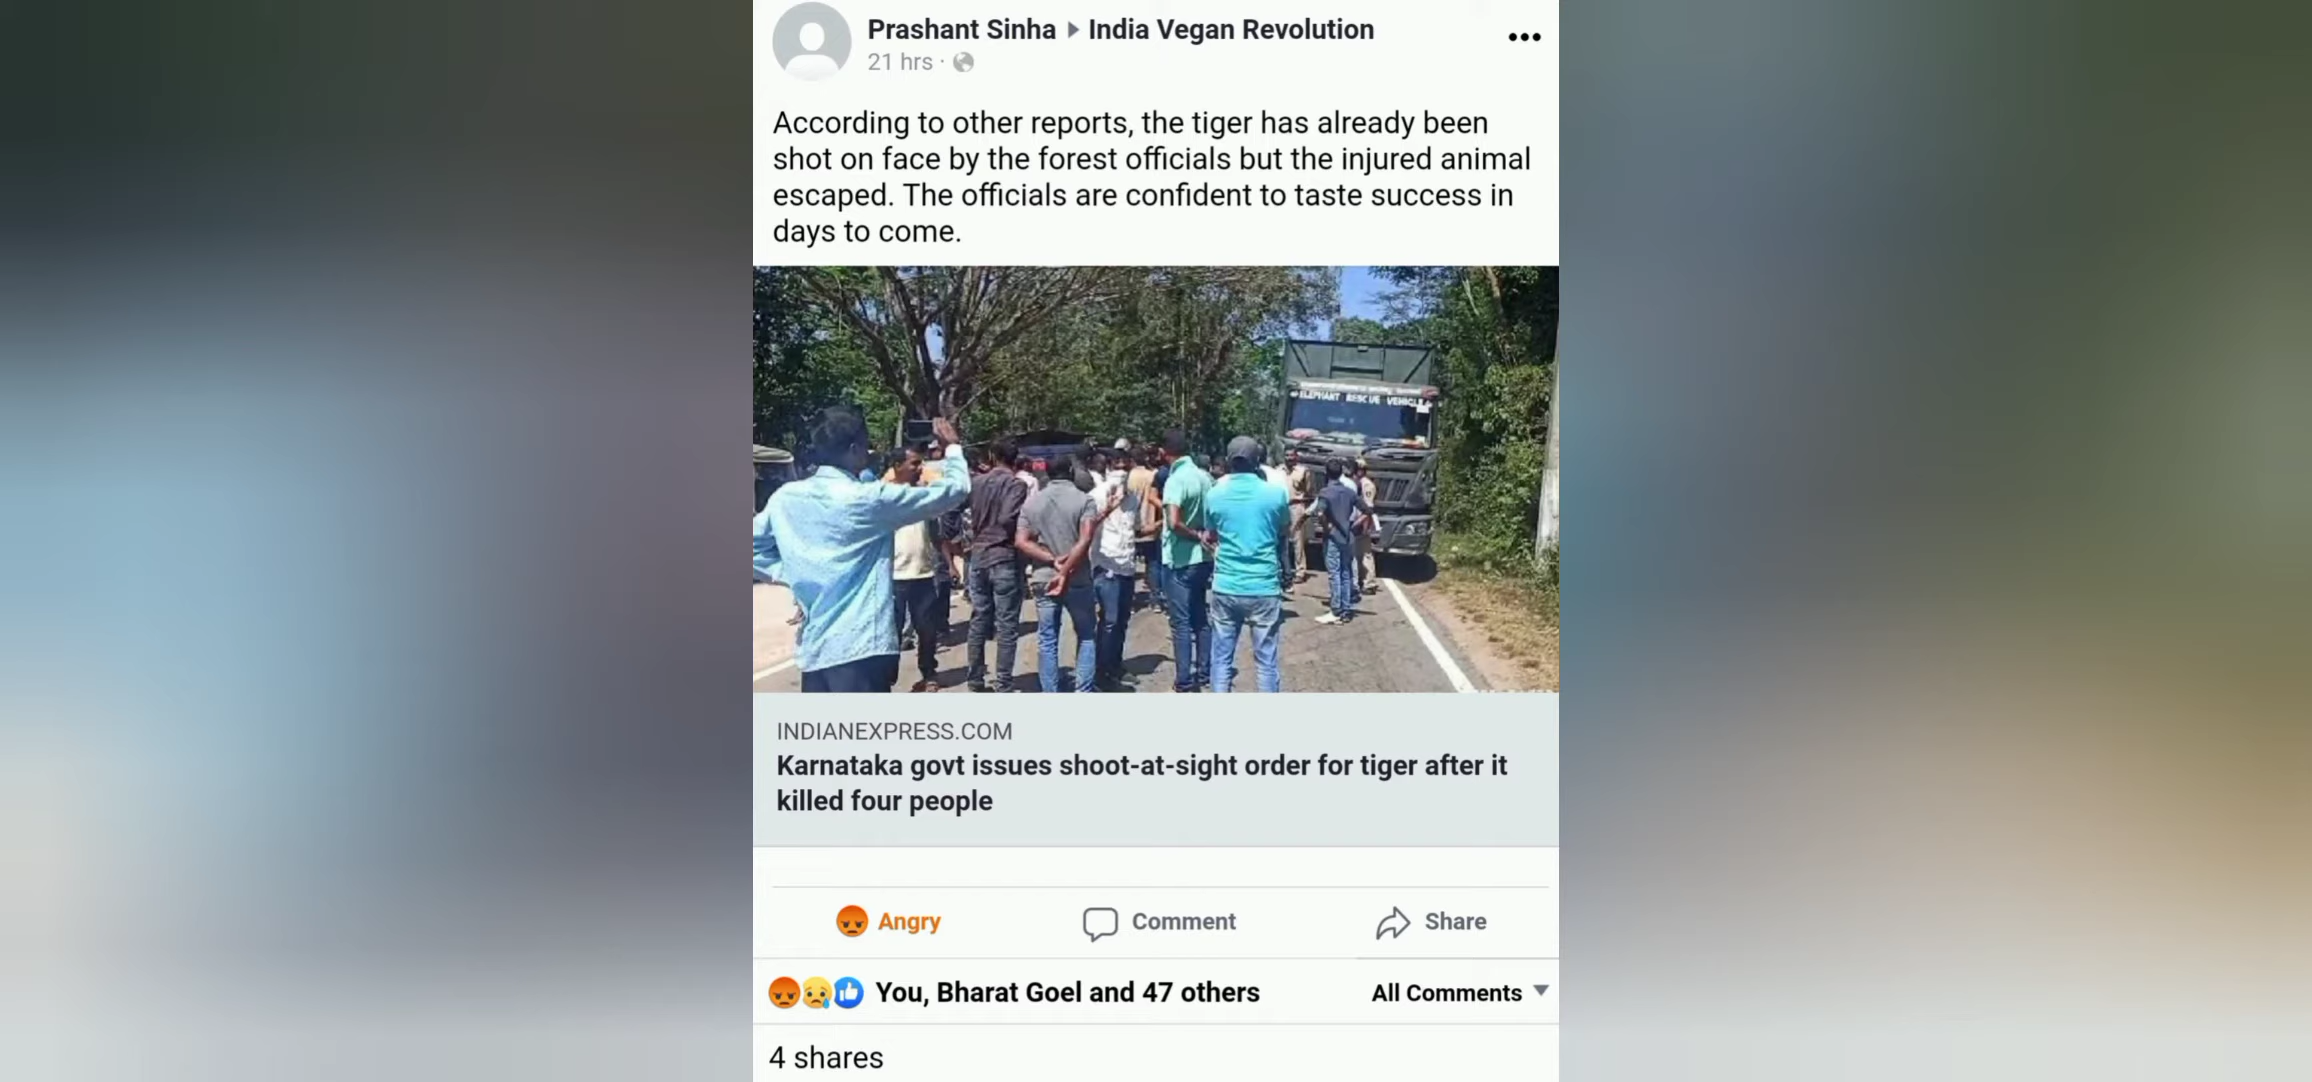 Prashant Sinha ▸ India Vegan Revolution
21 hrs ·
According to other reports, the tiger has already been
shot on face by the forest officials but the injured animal
escaped. The officials are confident to taste success in
days to come.
ELEPHANT RESCUE VEHICLE
INDIANEXPRESS.COM
Karnataka govt issues shoot-at-sight order for tiger after it
killed four people
Angry Comment Share
You, Bharat Goel and 47 others All Comments
4 shares